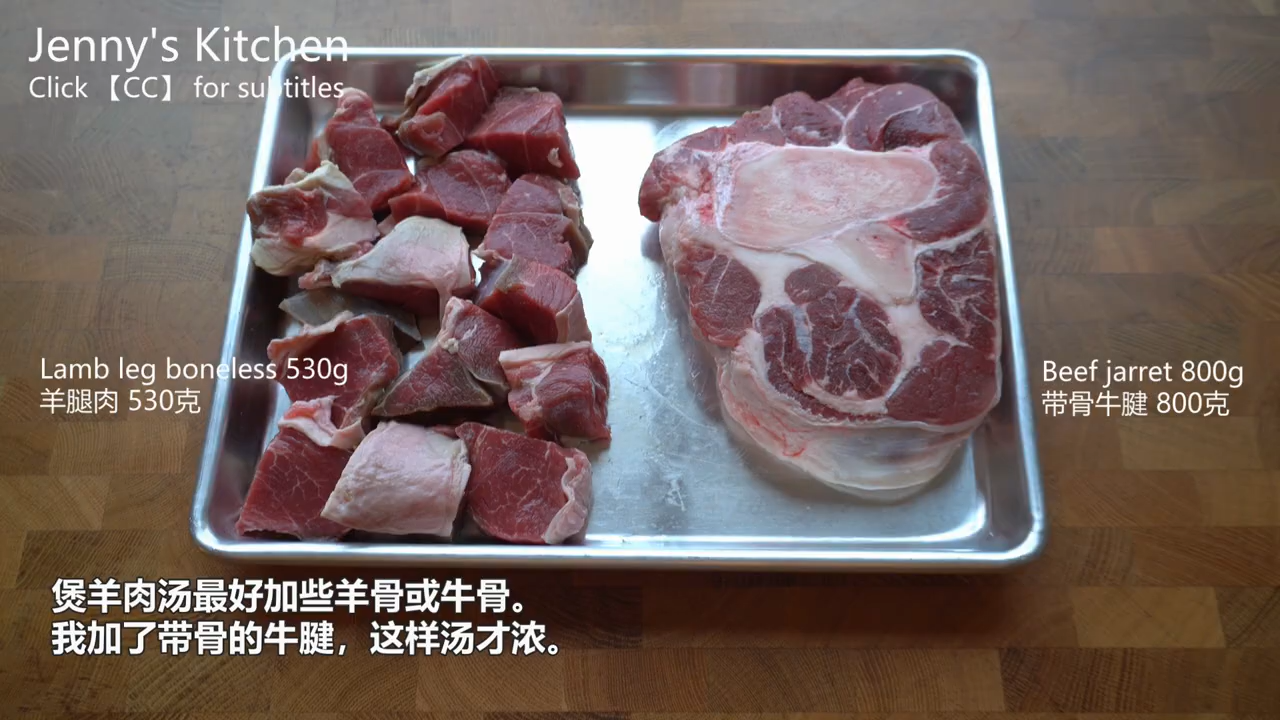 Jenny's Kitchen
Click 【CC】 for subtitles
Lamb leg boneless 530g
羊腿肉 530克
Beef jarret 800g
带骨牛腱 800克
煲羊肉汤最好加些羊骨或牛骨。
我加了带骨的牛腱，这样汤才浓。